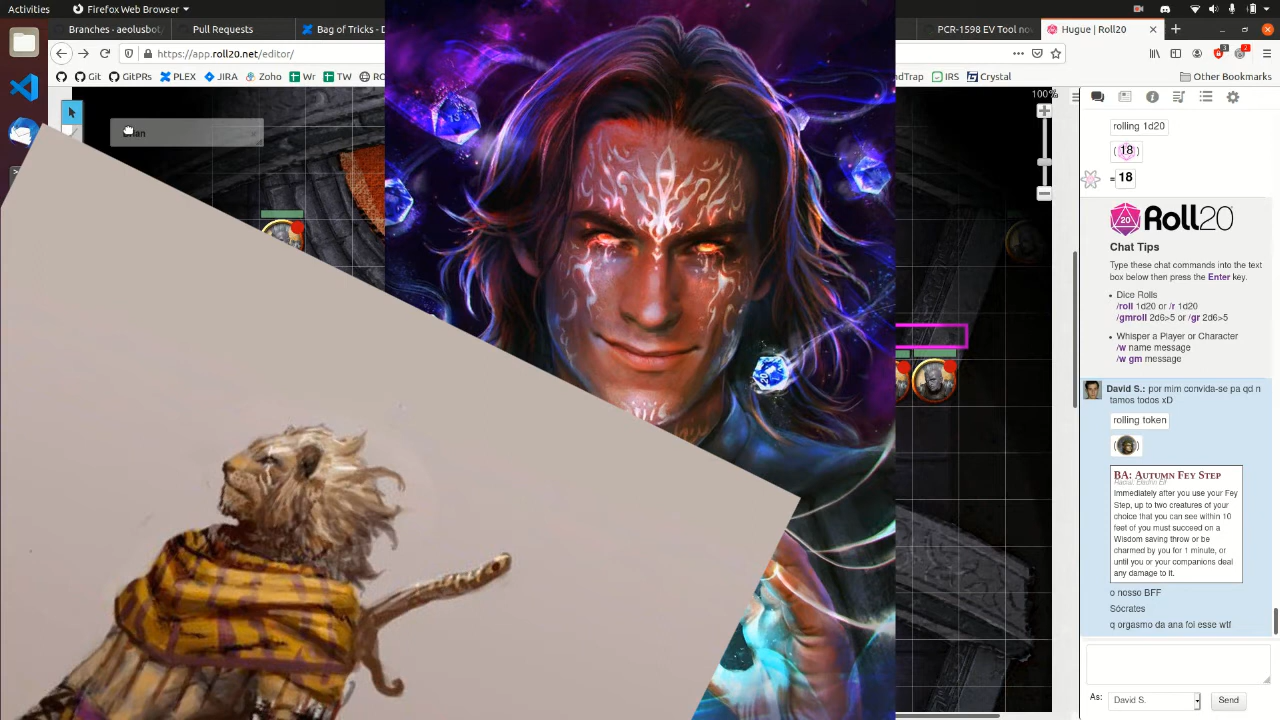 Activities
Firefox Web Browser
Branches - aeolusbot
Pull Requests
Bag of Tricks - D
PCR-1598 EV Tool no
Hugue | Roll20
https://app.roll20.net/editor/
Git
GitPRs
PLEX
JIRA
Zoho
Wr
TW
ndTrap
IRS
Crystal
Other Bookmarks
100%
rolling 1d20
(18)
=18
Roll20
Chat Tips
Type these chat commands into the text
box below then press the Enter key.
• Dice Rolls
/roll 1d20 or /r 1d20
/gmroll 2d6>5 or /gr 2d6>5
• Whisper a Player or Character
/w name message
/w gm message
David S.: por mim convida-se pa qd n
tamos todos xD
rolling token
BA: Autumn Fey Step
Racial: Eladrin Elf
Immediately after you use your Fey
Step, up to two creatures of your
choice that you can see within 10
feet of you must succeed on a
Wisdom saving throw or be
charmed by you for 1 minute, or
until you or your companions deal
any damage to it.
o nosso BFF
Sócrates
q orgasmo da ana foi esse wtf
As:
David S.
Send